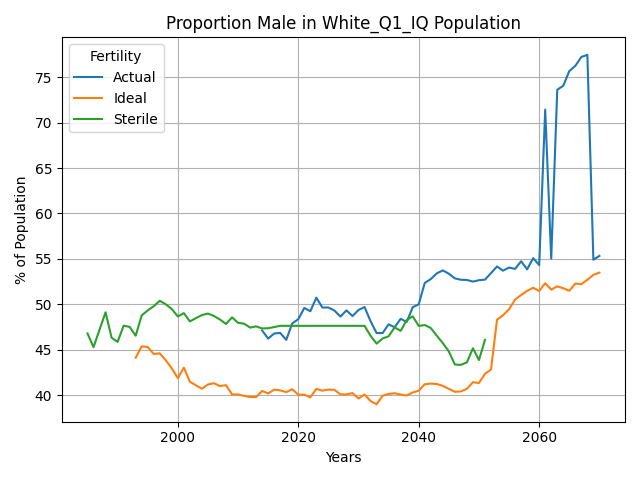 Proportion Male in White_Q1_IQ Population
Fertility
Actual
Ideal
Sterile
% of Population
75
70
65
60
55
50
45
40
2000
2020
2040
2060
Years